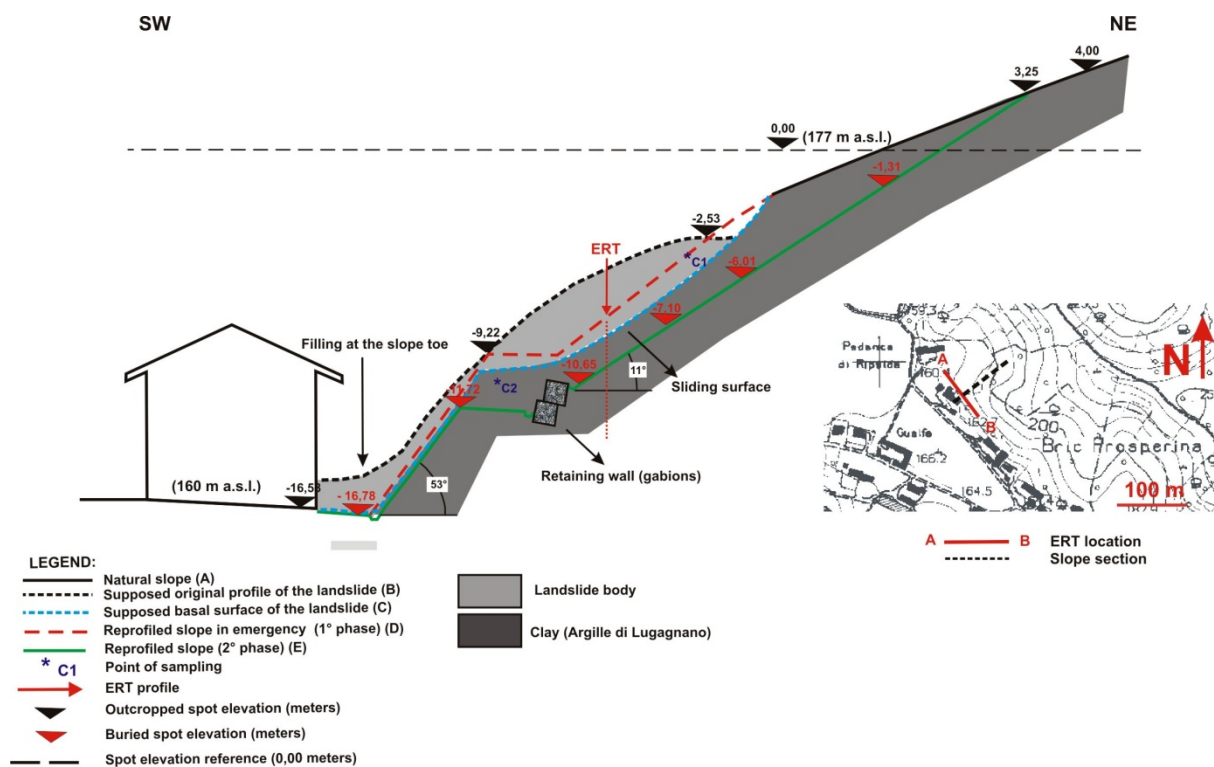 SW
NE
4,00
3,25
0,00
(177 m a.s.l.)
-1,31
-2,53
ERT
*C1
-6,01
-7,10
-9,22
Filling at the slope toe
-10,65
11°
Sliding surface
*C2
-11,72
Retaining wall (gabions)
53°
(160 m a.s.l.)
-16,53
- 16,78
N
A
B
200
Bric Prosperina
166.2
164.5
100 m
A B ERT location
Slope section
LEGEND:
Natural slope (A)
Supposed original profile of the landslide (B)
Supposed basal surface of the landslide (C)
Reprofiled slope in emergency (1° phase) (D)
Reprofiled slope (2° phase) (E)
* C1 Point of sampling
ERT profile
Outcropped spot elevation (meters)
Buried spot elevation (meters)
Spot elevation reference (0,00 meters)
Landslide body
Clay (Argille di Lugagnano)